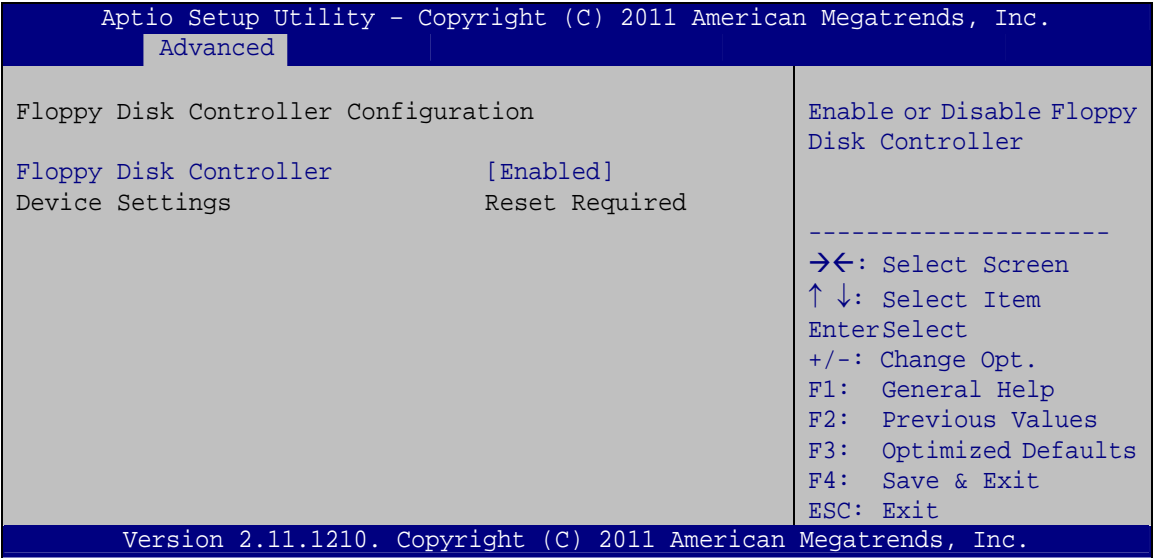 Aptio Setup Utility – Copyright (C) 2011 American Megatrends, Inc.
Advanced
Floppy Disk Controller Configuration
Floppy Disk Controller [Enabled]
Device Settings Reset Required
Enable or Disable Floppy
Disk Controller
---------------------
→←: Select Screen
↑ ↓: Select Item
EnterSelect
+/-: Change Opt.
F1: General Help
F2: Previous Values
F3: Optimized Defaults
F4: Save & Exit
ESC: Exit
Version 2.11.1210. Copyright (C) 2011 American Megatrends, Inc.